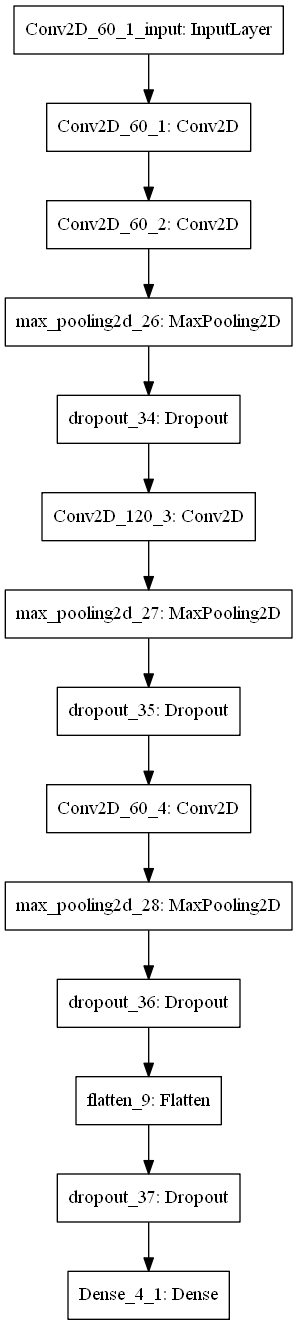 Conv2D_60_1_input: InputLayer
Conv2D_60_1: Conv2D
Conv2D_60_2: Conv2D
max_pooling2d_26: MaxPooling2D
dropout_34: Dropout
Conv2D_120_3: Conv2D
max_pooling2d_27: MaxPooling2D
dropout_35: Dropout
Conv2D_60_4: Conv2D
max_pooling2d_28: MaxPooling2D
dropout_36: Dropout
flatten_9: Flatten
dropout_37: Dropout
Dense_4_1: Dense